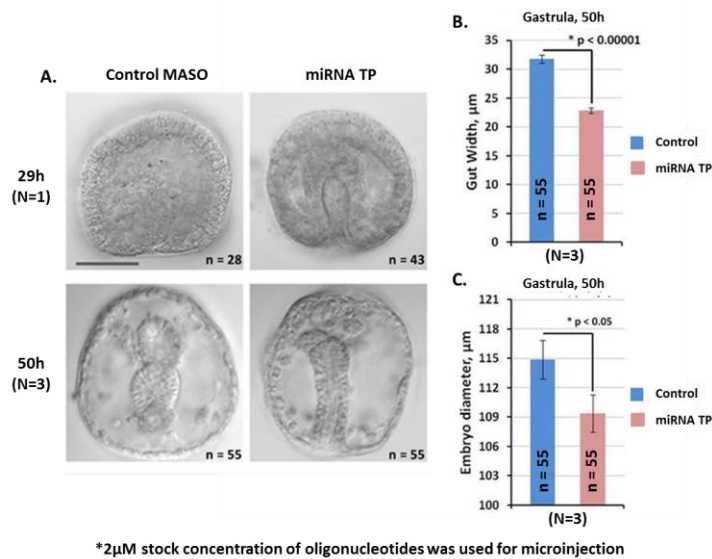 A.
Control MASO
miRNA TP
29h
(N=1)
n = 28
n = 43
50h
(N=3)
n = 55
n = 55
B.
Gastrula, 50h
* p < 0.00001
Gut Width, µm
35
30
25
20
15
10
5
0
n = 55
n = 55
(N=3)
Control
miRNA TP
C.
Gastrula, 50h
* p < 0.05
Embryo diameter, µm
121
118
115
112
109
106
103
100
n = 55
n = 55
(N=3)
Control
miRNA TP
*2µM stock concentration of oligonucleotides was used for microinjection